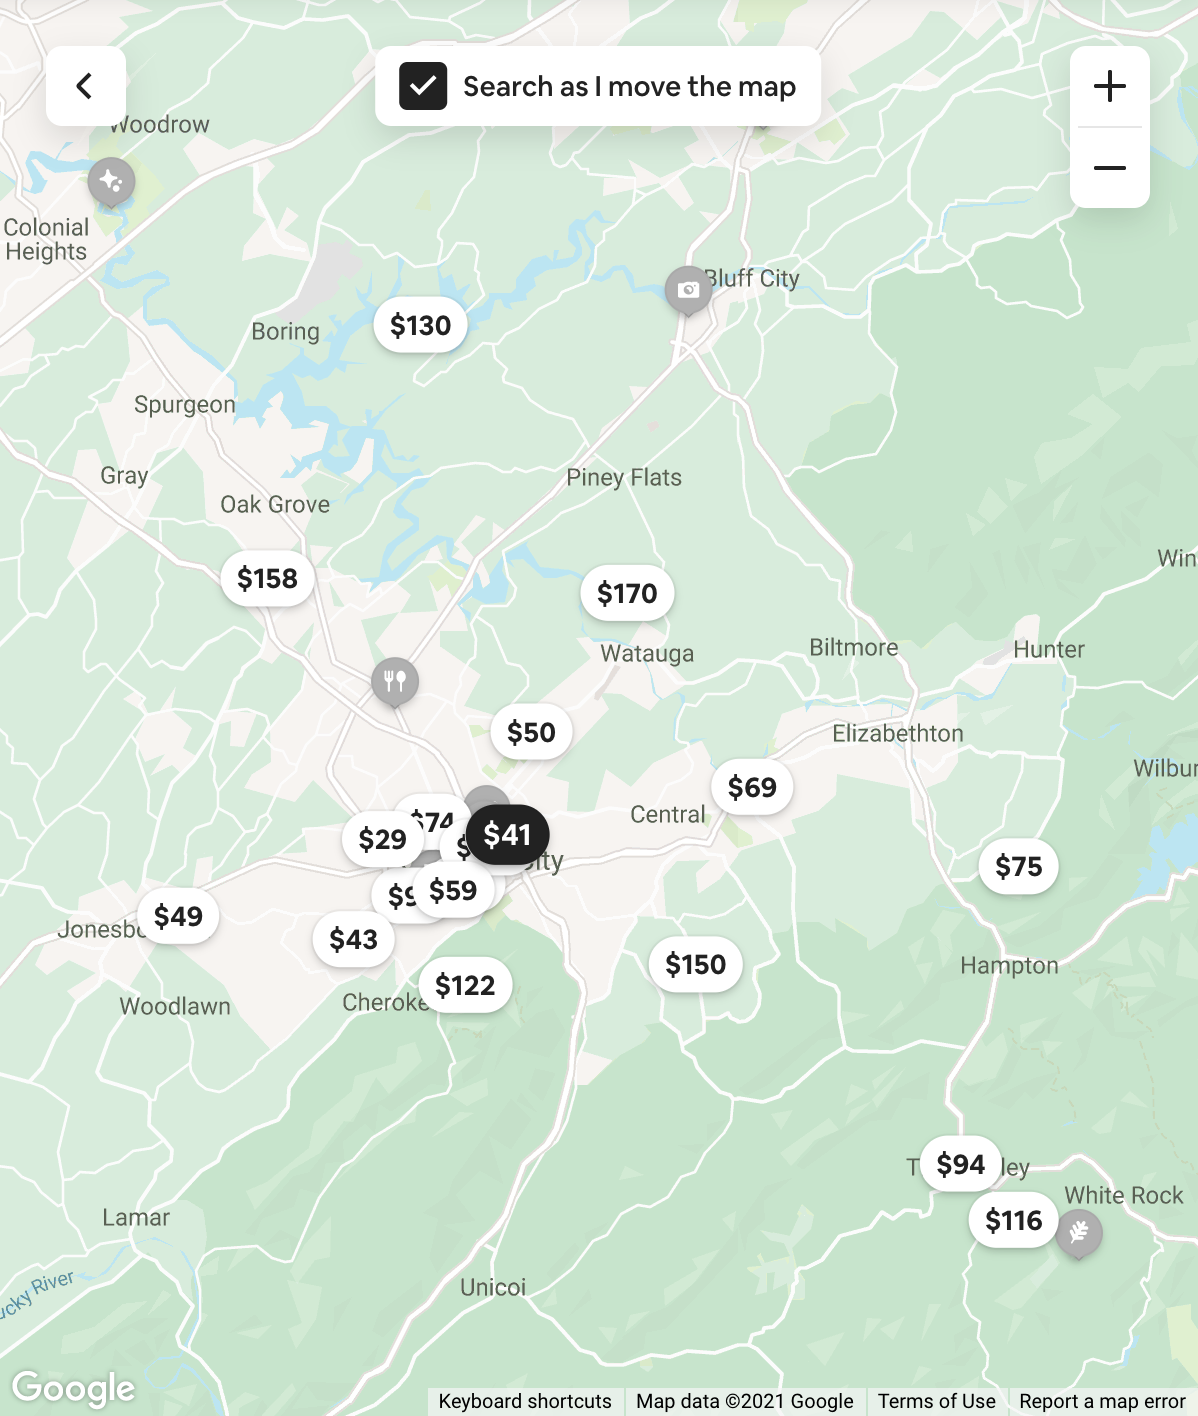 Search as I move the map
Woodrow
Colonial
Heights
Bluff City
$130
Boring
Spurgeon
Gray
Piney Flats
Oak Grove
$158
$170
Win
Watauga
Biltmore
Hunter
$50
Elizabethton
Wilbur
$69
Central
$74
$29
$41
$
ity
$75
$9
$59
$49
Jonesbo
$43
$150
Hampton
$122
Cheroke
Woodlawn
$94
T
ley
White Rock
$116
Lamar
ucky River
Unicoi
Google
Keyboard shortcuts
Map data ©2021 Google
Terms of Use
Report a map error